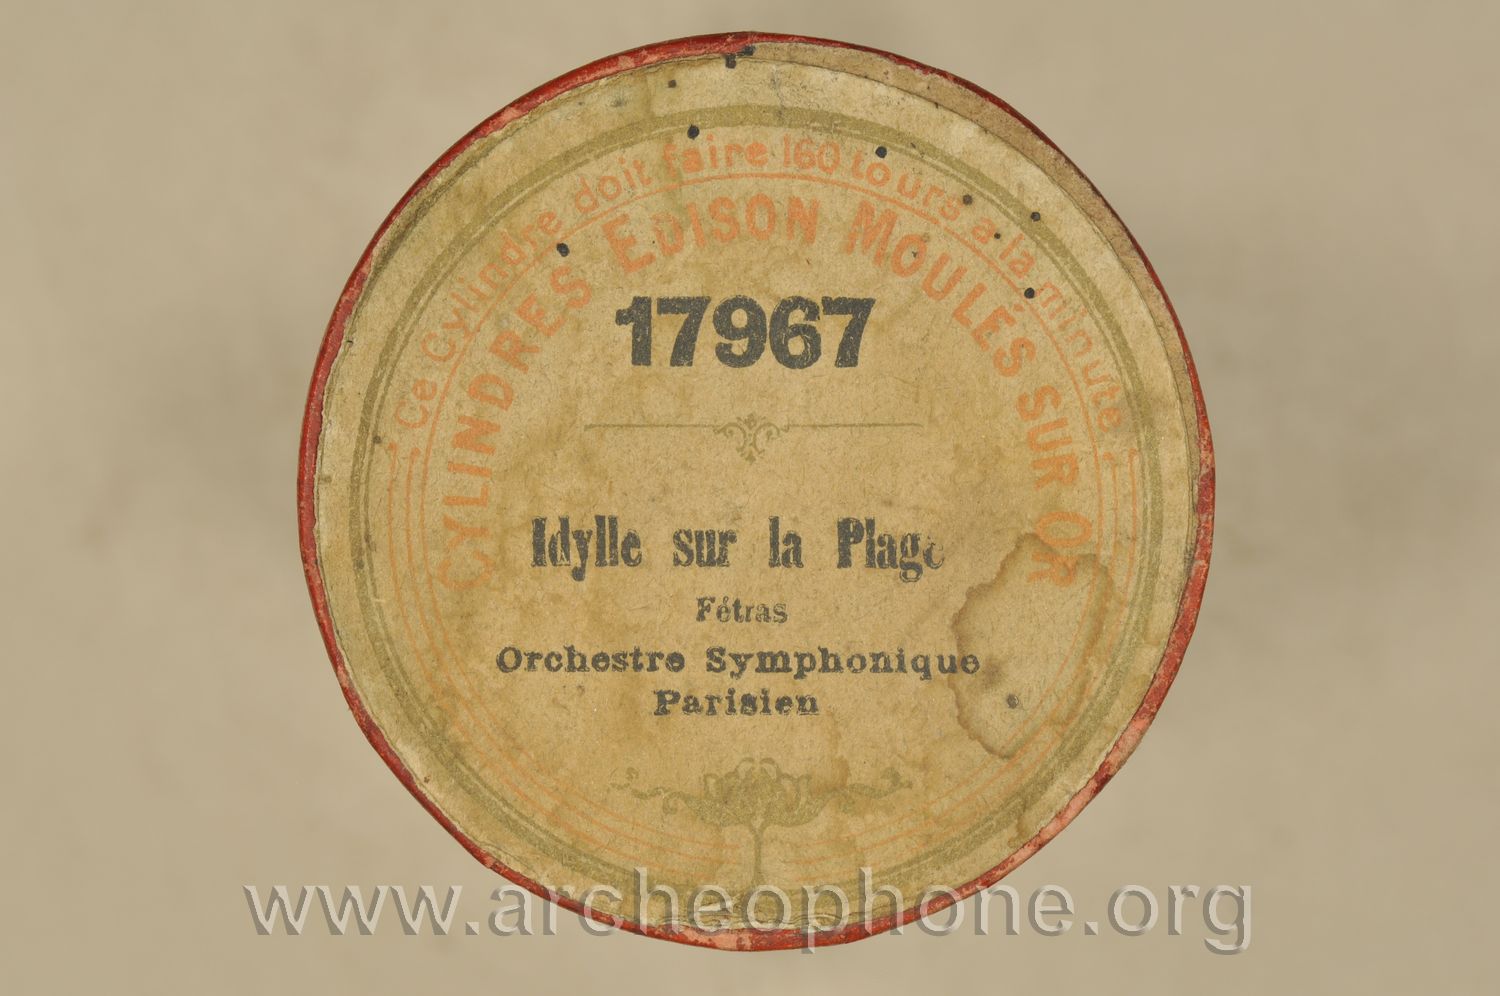 Ce Cylindre doit faire 160 tours a la minute
CYLINDRES EDISON MOULÉS SUR OR
17967
Idylle sur la Plage
Fétras
Orchestre Symphonique
Parisien
www.archeophone.org